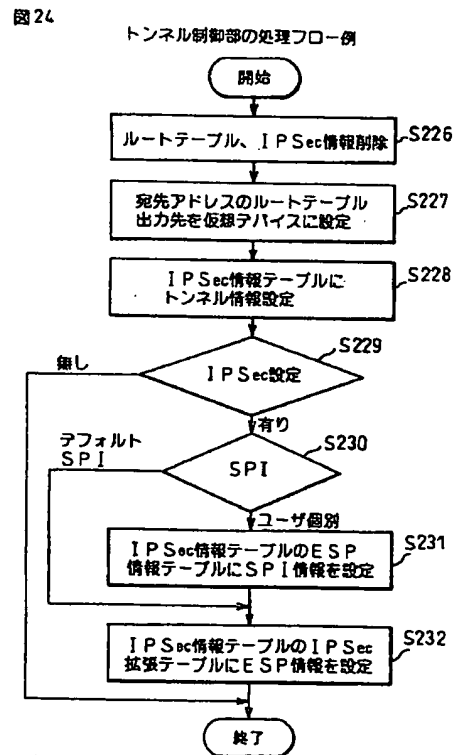 図24
トンネル制御部の処理フロー例
開始
ルートテーブル、IPSec情報削除
S226
宛先アドレスのルートテーブル
出力先を仮想デバイスに設定
S227
IPSec情報テーブルに
トンネル情報設定
S228
S229
無し
IPSec設定
有り
デフォルト
SPI
S230
SPI
ユーザ個別
IPSec情報テーブルのESP
情報テーブルにSPI情報を設定
S231
IPSec情報テーブルのIPSec
拡張テーブルにESP情報を設定
S232
終了